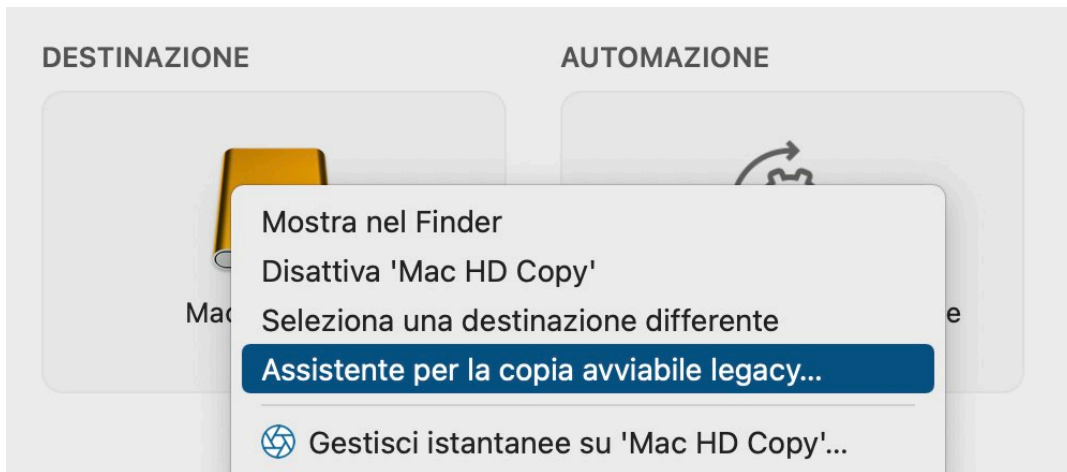 DESTINAZIONE
AUTOMAZIONE
Mac
e
Mostra nel Finder
Disattiva 'Mac HD Copy'
Seleziona una destinazione differente
Assistente per la copia avviabile legacy...
Gestisci istantanee su 'Mac HD Copy'...